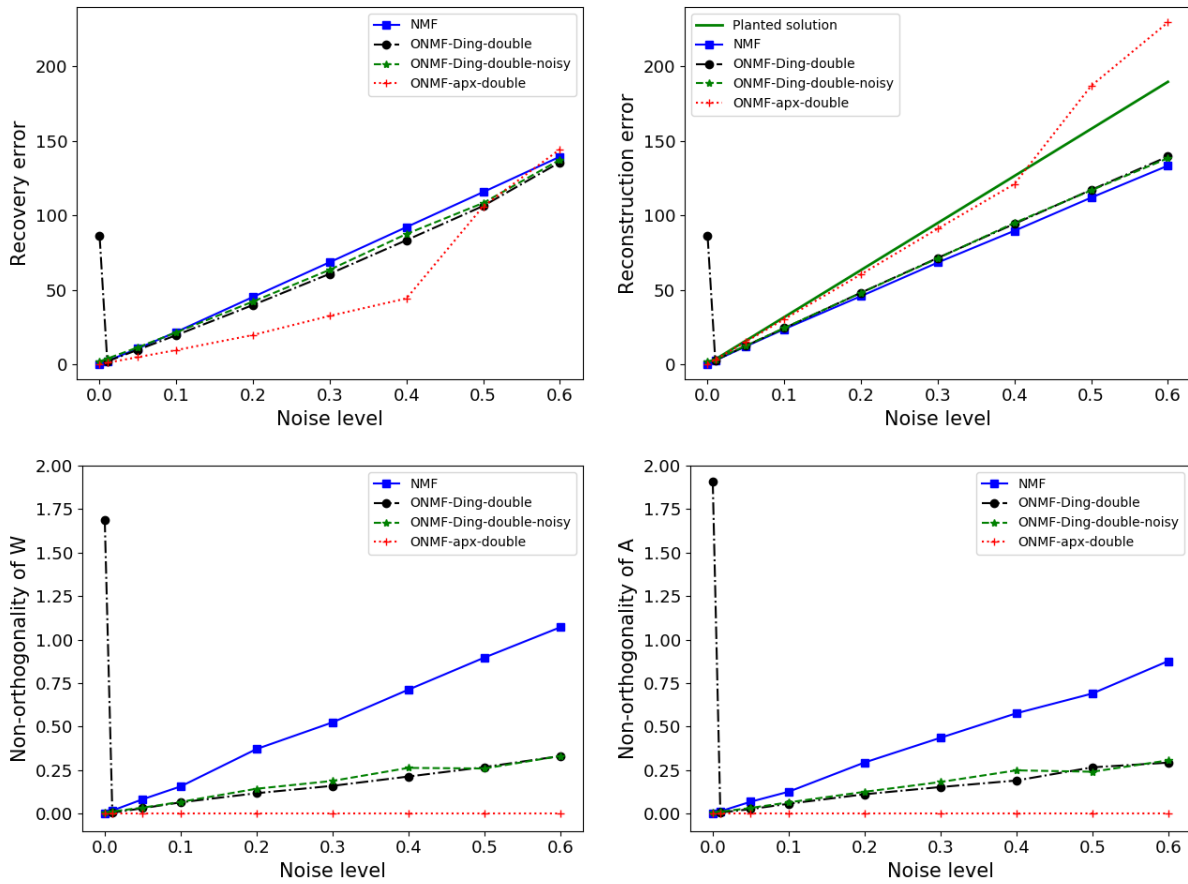 NMF
ONMF-Ding-double
ONMF-Ding-double-noisy
ONMF-apx-double
Recovery error
200
150
100
50
0
0.0 0.1 0.2 0.3 0.4 0.5 0.6
Noise level
Planted solution
NMF
ONMF-Ding-double
ONMF-Ding-double-noisy
ONMF-apx-double
Reconstruction error
200
150
100
50
0
0.0 0.1 0.2 0.3 0.4 0.5 0.6
Noise level
NMF
ONMF-Ding-double
ONMF-Ding-double-noisy
ONMF-apx-double
Non-orthogonality of W
2.00
1.75
1.50
1.25
1.00
0.75
0.50
0.25
0.00
0.0 0.1 0.2 0.3 0.4 0.5 0.6
Noise level
NMF
ONMF-Ding-double
ONMF-Ding-double-noisy
ONMF-apx-double
Non-orthogonality of A
2.00
1.75
1.50
1.25
1.00
0.75
0.50
0.25
0.00
0.0 0.1 0.2 0.3 0.4 0.5 0.6
Noise level